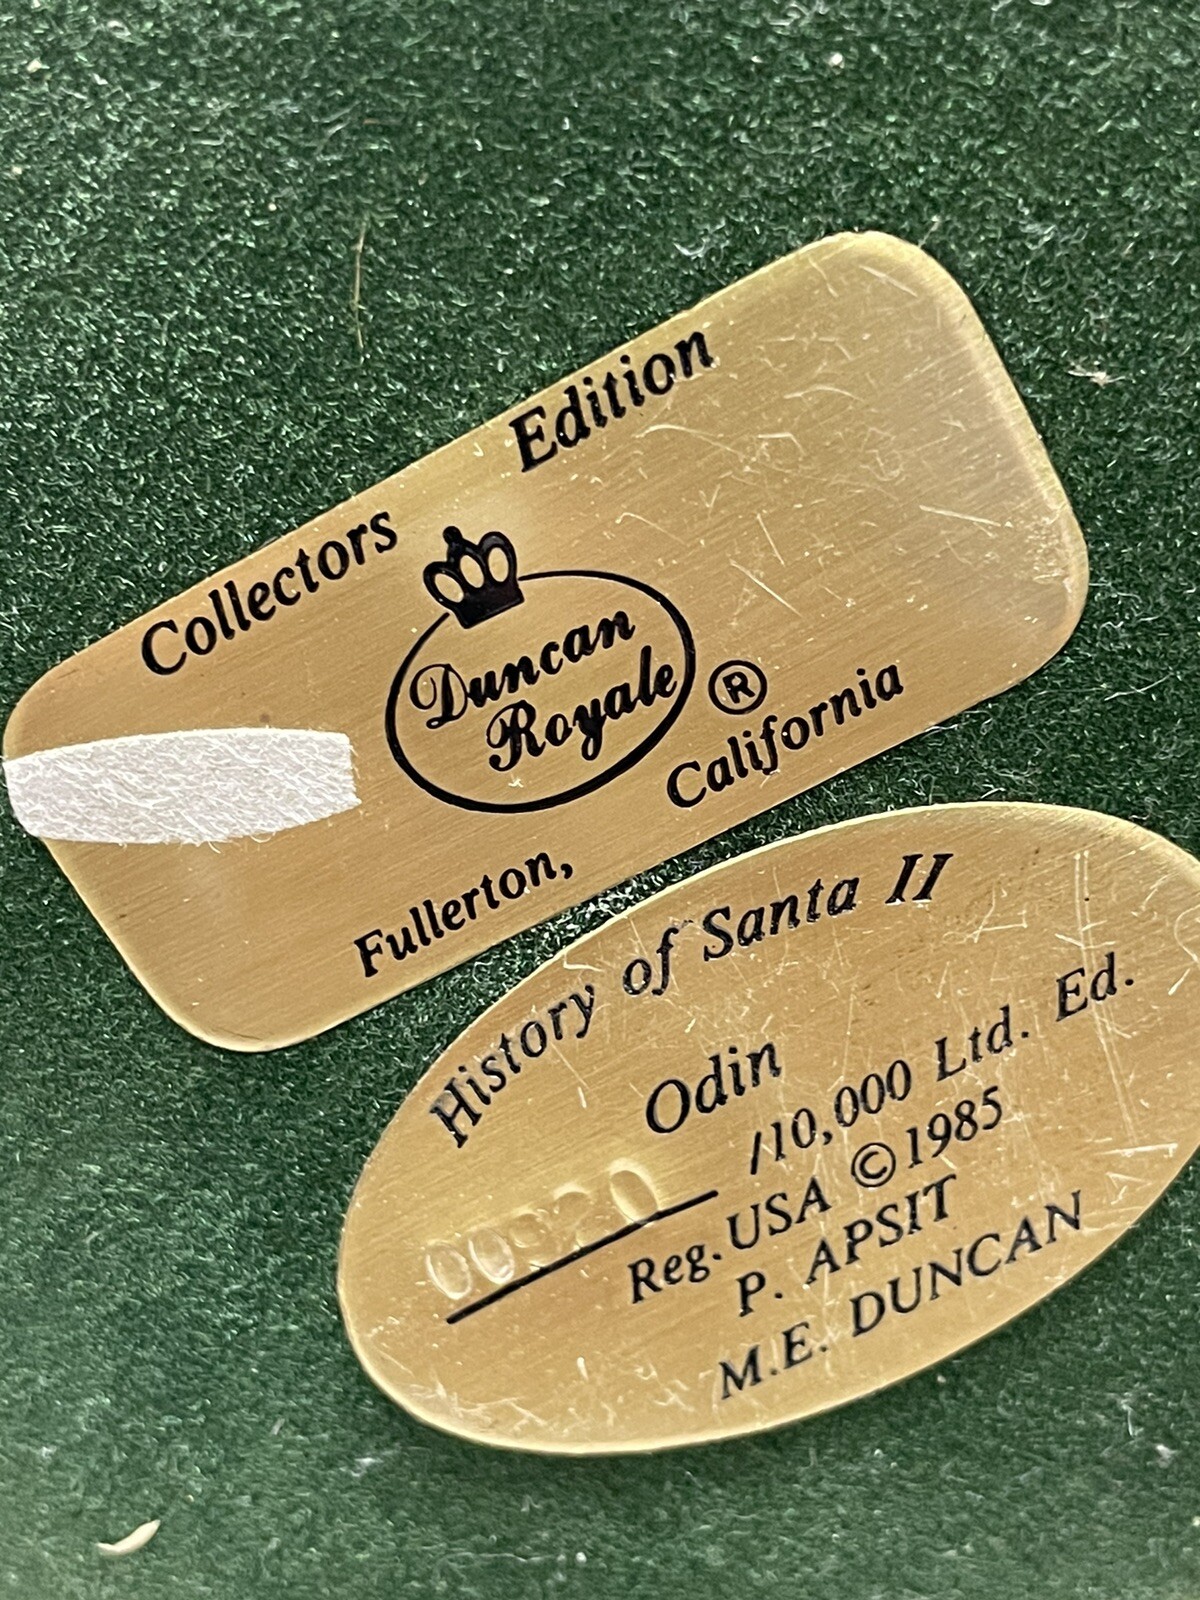 Collectors Edition
Duncan
Royale ®
Fullerton, California
History of Santa II
Odin
00920 /10,000 Ltd. Ed.
Reg. USA © 1985
P. APSIT
M.E. DUNCAN